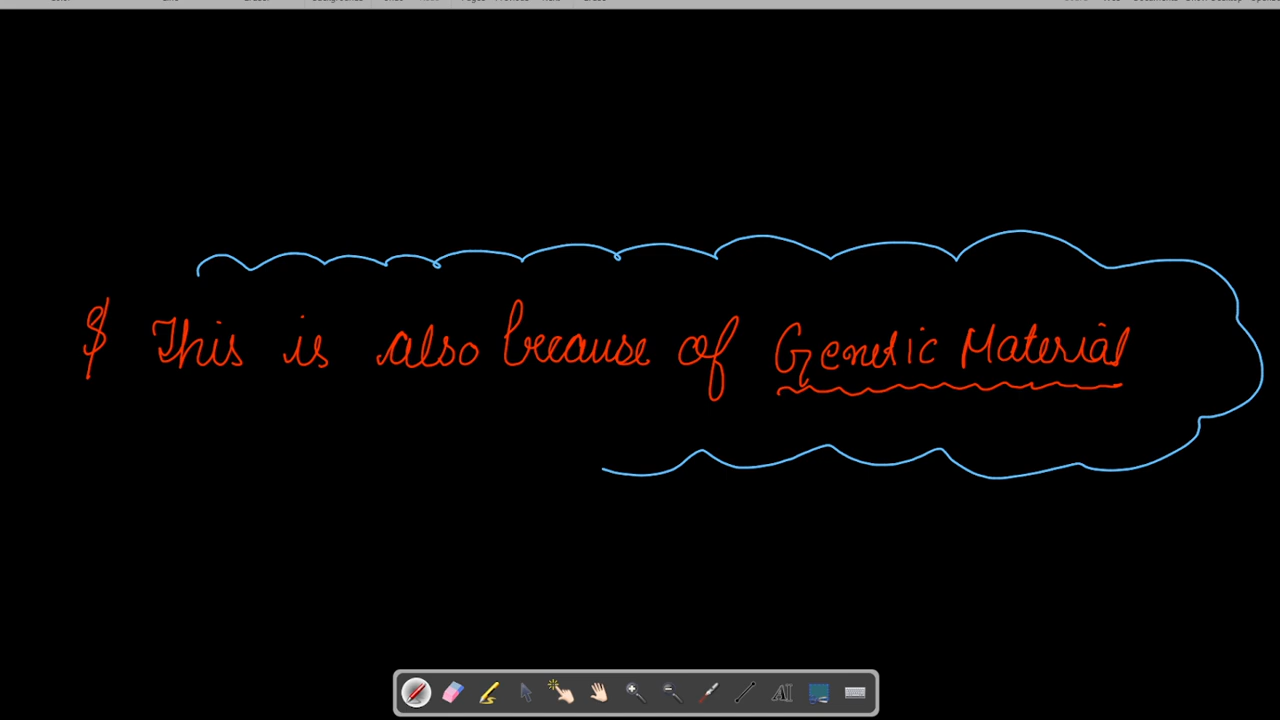 $ This is also because of Genetic Material